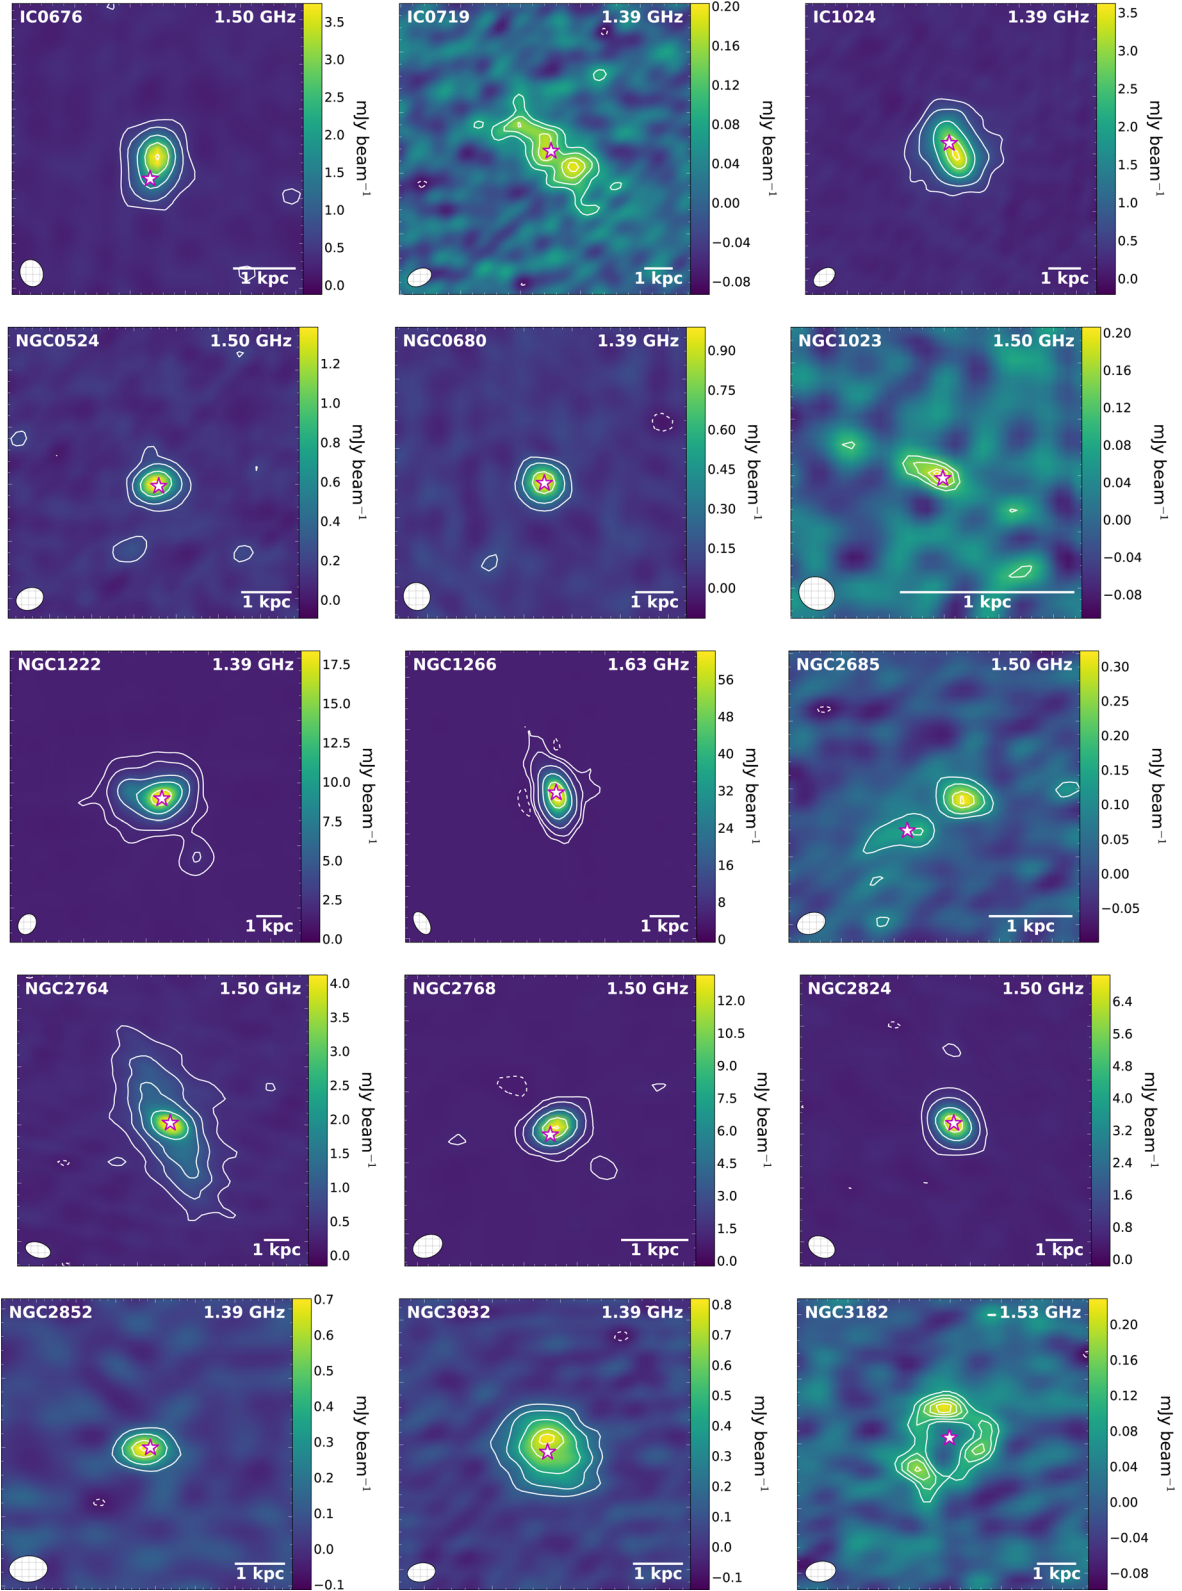 IC0676 1.50 GHz
3.5
3.0
2.5
2.0
1.5
1.0
0.5
0.0
mJy beam−1
1 kpc
IC0719 1.39 GHz
0.20
0.16
0.12
0.08
0.04
0.00
−0.04
−0.08
mJy beam−1
1 kpc
IC1024 1.39 GHz
3.5
3.0
2.5
2.0
1.5
1.0
0.5
0.0
mJy beam−1
1 kpc
NGC0524 1.50 GHz
1.2
1.0
0.8
0.6
0.4
0.2
0.0
mJy beam−1
1 kpc
NGC0680 1.39 GHz
0.90
0.75
0.60
0.45
0.30
0.15
0.00
mJy beam−1
1 kpc
NGC1023 1.50 GHz
0.20
0.16
0.12
0.08
0.04
0.00
−0.04
−0.08
mJy beam−1
1 kpc
NGC1222 1.39 GHz
17.5
15.0
12.5
10.0
7.5
5.0
2.5
0.0
mJy beam−1
1 kpc
NGC1266 1.63 GHz
56
48
40
32
24
16
8
0
mJy beam−1
1 kpc
NGC2685 1.50 GHz
0.30
0.25
0.20
0.15
0.10
0.05
0.00
−0.05
mJy beam−1
1 kpc
NGC2764 1.50 GHz
4.0
3.5
3.0
2.5
2.0
1.5
1.0
0.5
0.0
mJy beam−1
1 kpc
NGC2768 1.50 GHz
12.0
10.5
9.0
7.5
6.0
4.5
3.0
1.5
0.0
mJy beam−1
1 kpc
NGC2824 1.50 GHz
6.4
5.6
4.8
4.0
3.2
2.4
1.6
0.8
0.0
mJy beam−1
1 kpc
NGC2852 1.39 GHz
0.7
0.6
0.5
0.4
0.3
0.2
0.1
0.0
−0.1
mJy beam−1
1 kpc
NGC3032 1.39 GHz
0.8
0.7
0.6
0.5
0.4
0.3
0.2
0.1
0.0
−0.1
mJy beam−1
1 kpc
NGC3182 1.53 GHz
0.20
0.16
0.12
0.08
0.04
0.00
−0.04
−0.08
mJy beam−1
1 kpc